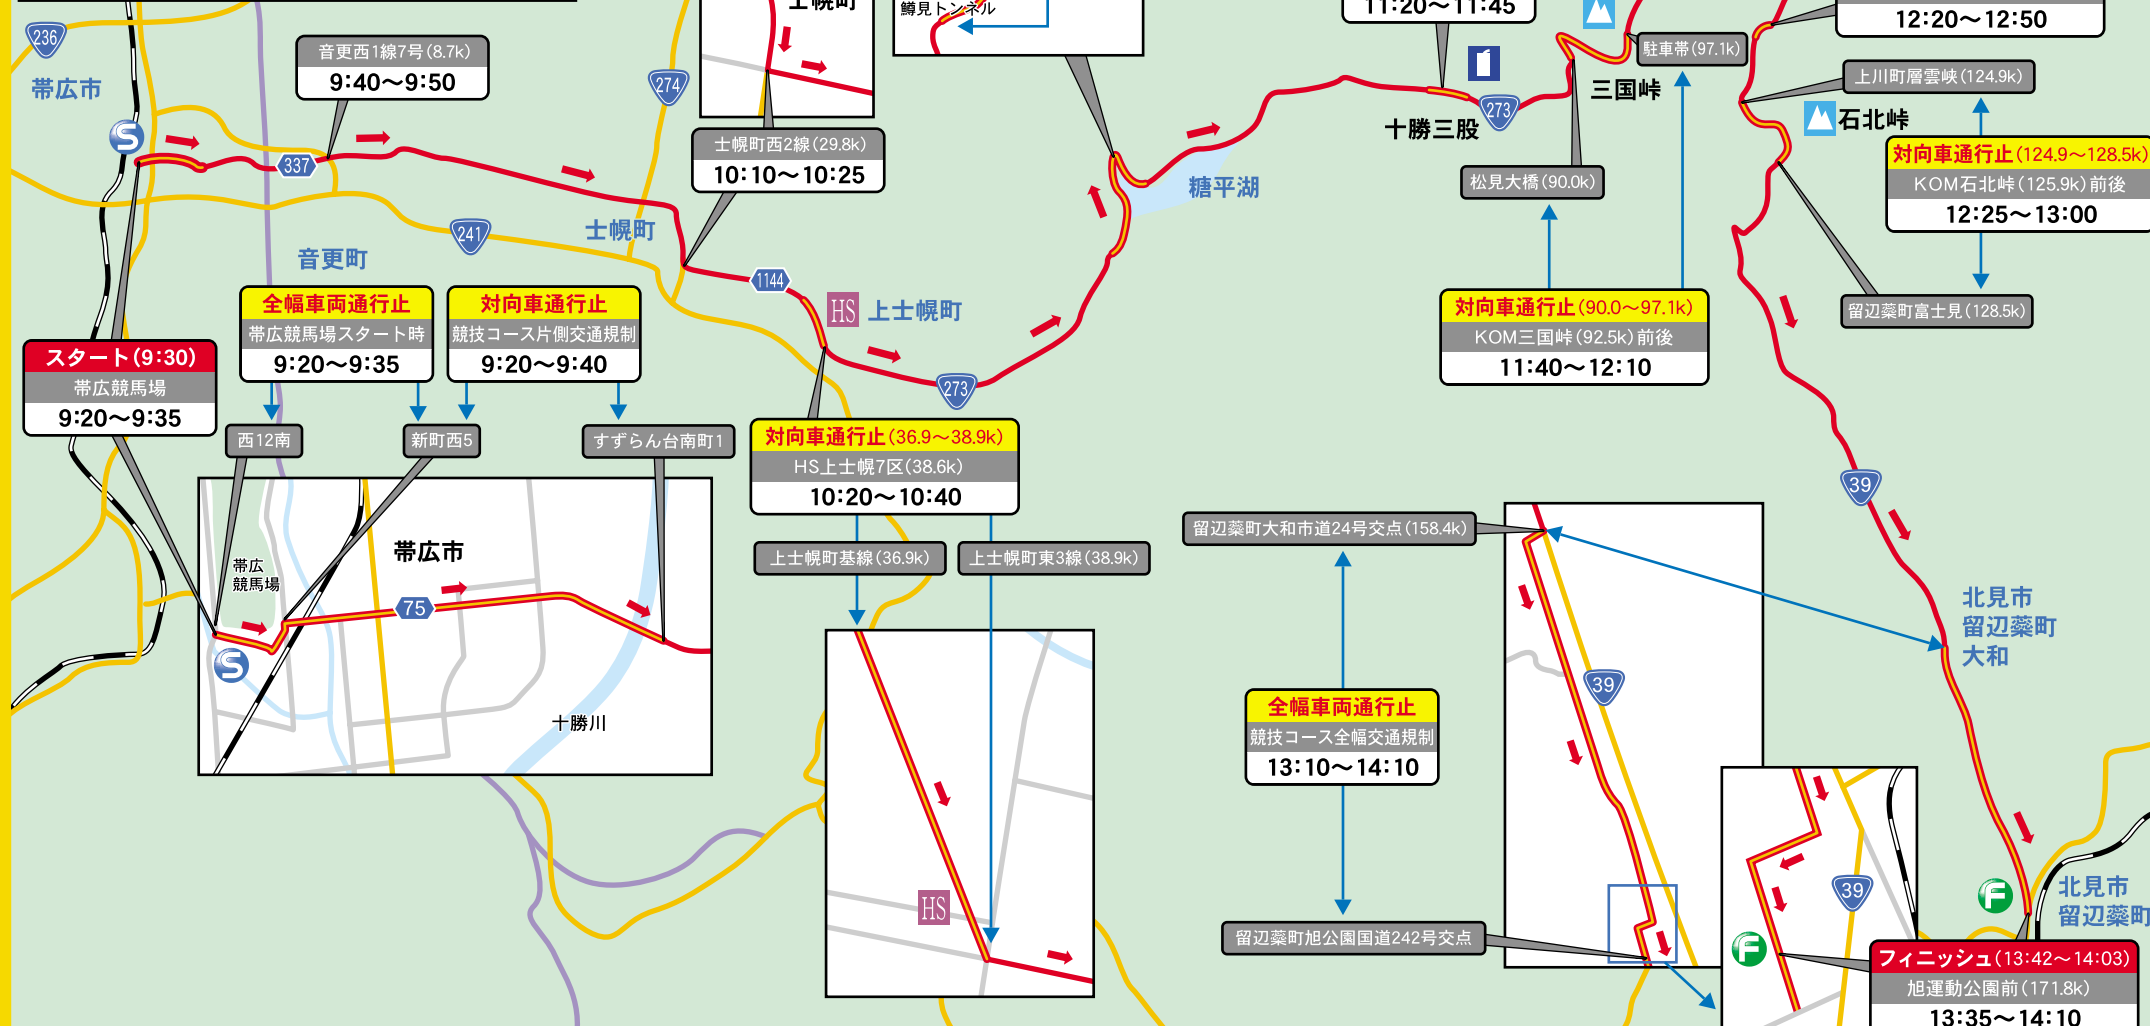 236
帯広市
S
音更西1線7号(8.7k)
9:40〜9:50
337
241
音更町
274
士幌町
士幌町
士幌町西2線(29.8k)
10:10〜10:25
鱒見トンネル
1144
HS
上士幌町
273
糖平湖
11:20〜11:45
十勝三股
273
三国峠
駐車帯(97.1k)
松見大橋(90.0k)
対向車通行止(90.0〜97.1k)
KOM三国峠(92.5k)前後
11:40〜12:10
12:20〜12:50
上川町層雲峡(124.9k)
石北峠
対向車通行止(124.9〜128.5k)
KOM石北峠(125.9k)前後
12:25〜13:00
留辺蘂町富士見(128.5k)
スタート(9:30)
帯広競馬場
9:20〜9:35
全幅車両通行止
帯広競馬場スタート時
9:20〜9:35
対向車通行止
競技コース片側交通規制
9:20〜9:40
西12南
新町西5
すずらん台南町1
帯広
競馬場
帯広市
75
S
十勝川
対向車通行止(36.9〜38.9k)
HS上士幌7区(38.6k)
10:20〜10:40
上士幌町基線(36.9k)
上士幌町東3線(38.9k)
HS
留辺蘂町大和市道24号交点(158.4k)
39
全幅車両通行止
競技コース全幅交通規制
13:10〜14:10
留辺蘂町旭公園国道242号交点
39
北見市
留辺蘂町
大和
39
F
F
北見市
留辺蘂町
フィニッシュ(13:42〜14:03)
旭運動公園前(171.8k)
13:35〜14:10